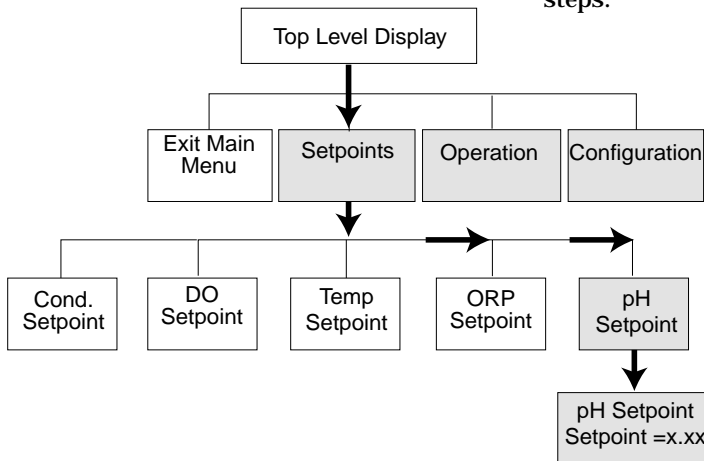 steps.
Top Level Display
Exit Main
Menu
Setpoints
Operation
Configuration
Cond.
Setpoint
DO
Setpoint
Temp
Setpoint
ORP
Setpoint
pH
Setpoint
pH Setpoint
Setpoint =x.xx